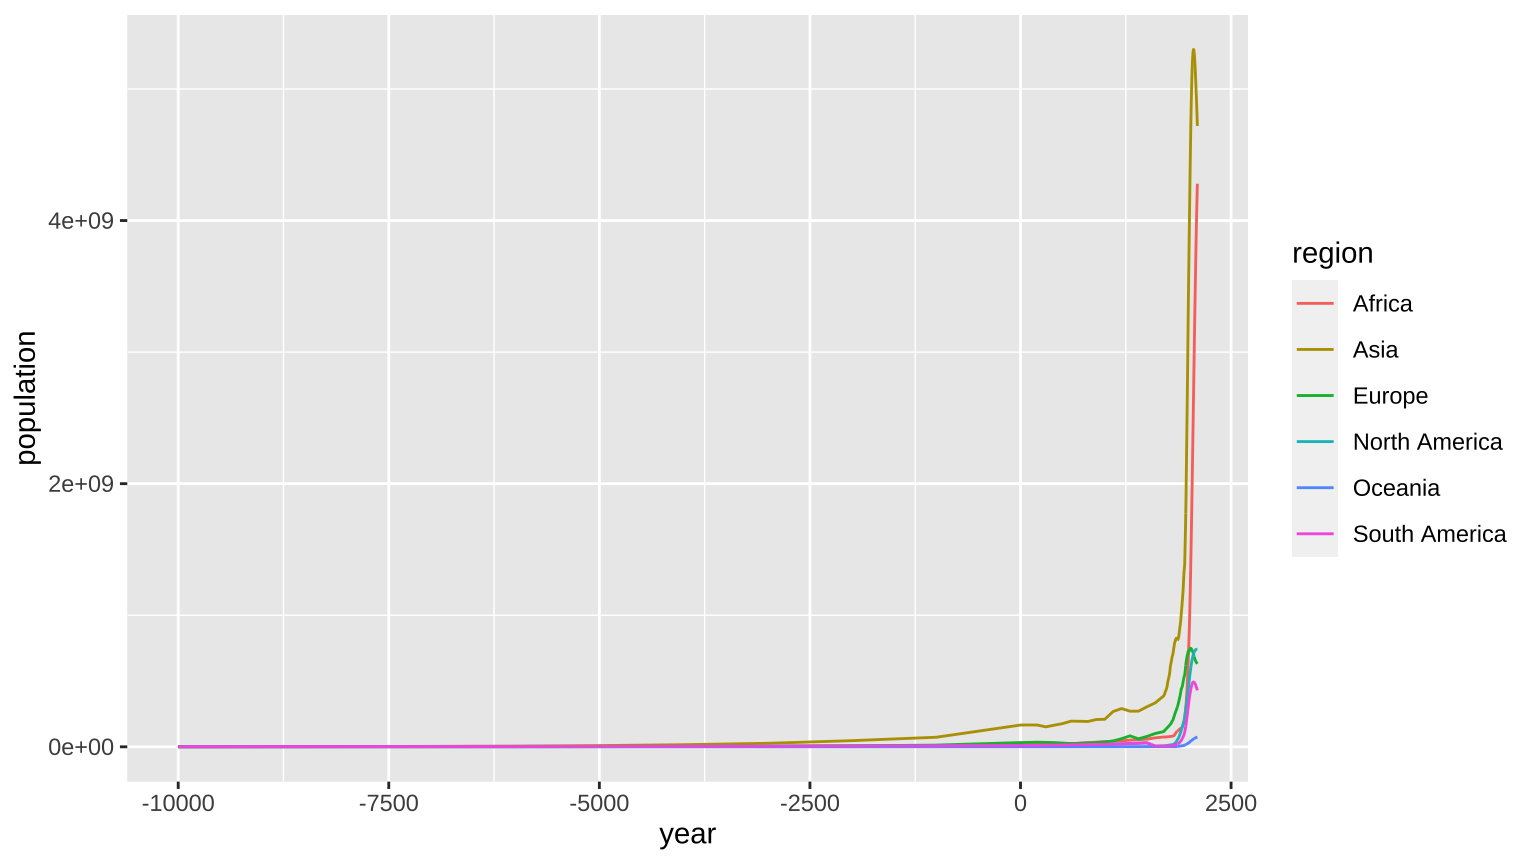 population
4e+09
2e+09
0e+00
-10000 -7500 -5000 -2500 0 2500
year
region
Africa
Asia
Europe
North America
Oceania
South America